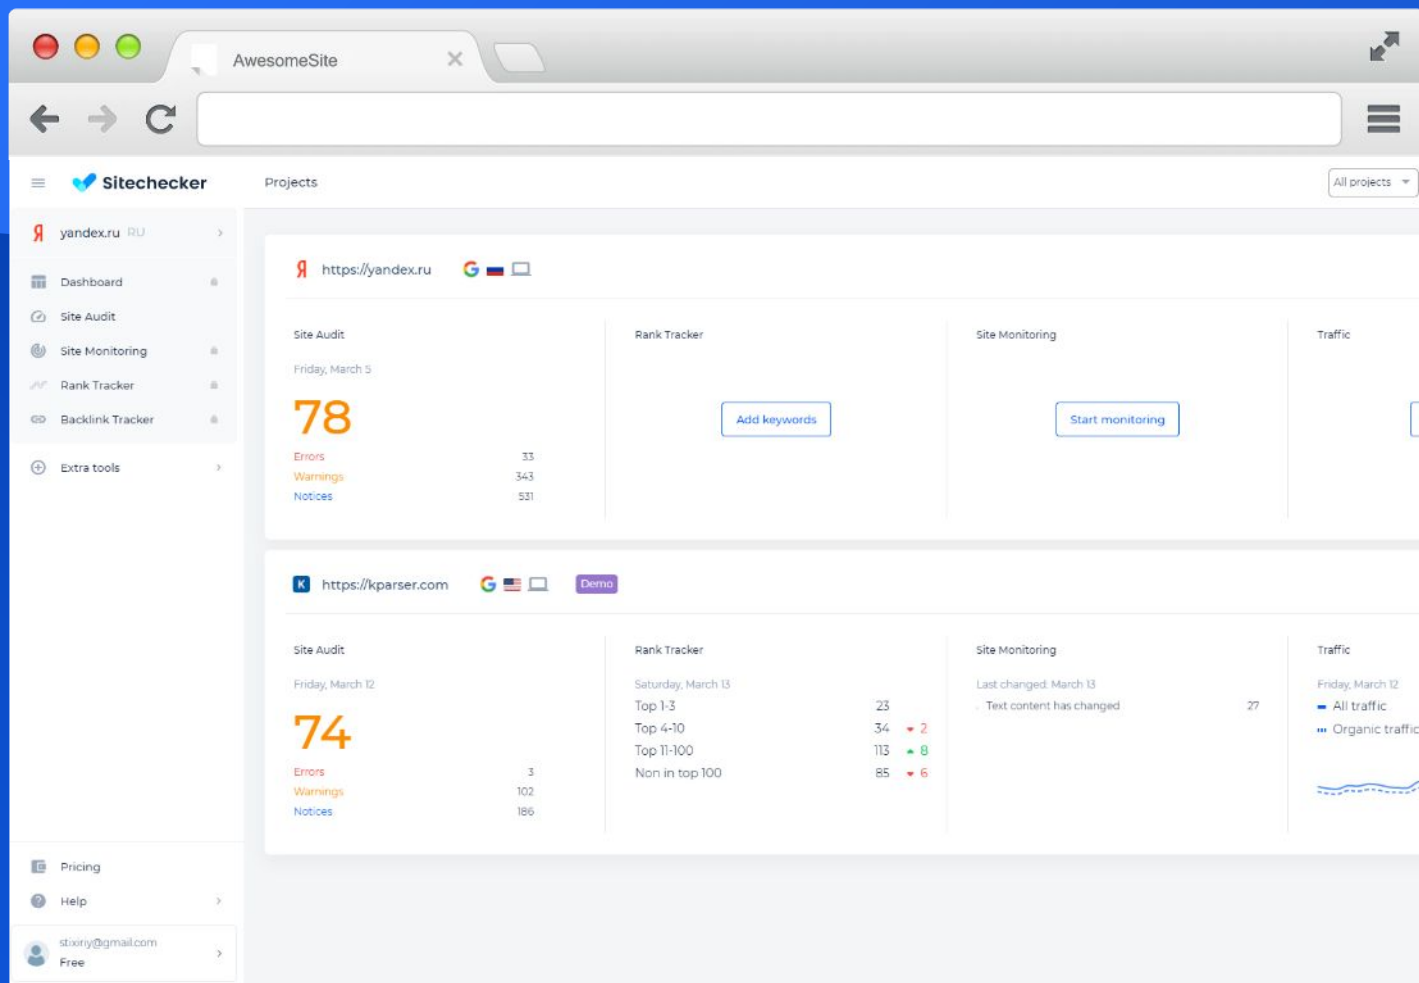 AwesomeSite
Sitechecker
Projects
All projects
Я yandex.ru RU
Dashboard
Site Audit
Site Monitoring
Rank Tracker
Backlink Tracker
Extra tools
Я https://yandex.ru G
Site Audit
Friday, March 5
78
Errors 33
Warnings 343
Notices 531
Rank Tracker
Add keywords
Site Monitoring
Start monitoring
Traffic
K https://kparser.com G Demo
Site Audit
Friday, March 12
74
Errors 3
Warnings 102
Notices 186
Rank Tracker
Saturday, March 13
Top 1-3 23
Top 4-10 34 2
Top 11-100 113 8
Non in top 100 85 6
Site Monitoring
Last changed: March 13
Text content has changed 27
Traffic
Friday, March 12
All traffic
Organic traffic
Pricing
Help
stixiriy@gmail.com
Free